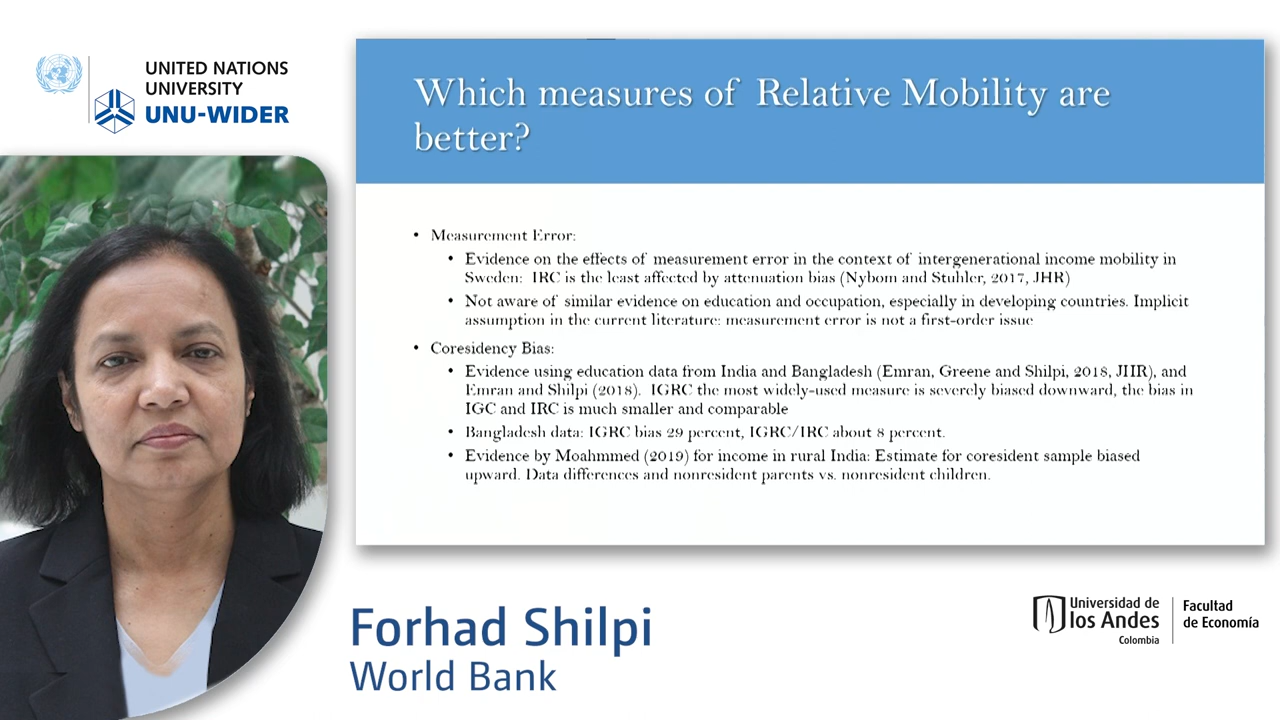 UNITED NATIONS
UNIVERSITY
UNU-WIDER
Which measures of Relative Mobility are
better?
• Measurement Error:
• Evidence on the effects of measurement error in the context of intergenerational income mobility in
Sweden: IRC is the least affected by attenuation bias (Nybom and Stuhler, 2017, JHR)
• Not aware of similar evidence on education and occupation, especially in developing countries. Implicit
assumption in the current literature: measurement error is not a first-order issue
• Coresidency Bias:
• Evidence using education data from India and Bangladesh (Emran, Greene and Shilpi, 2018, JHR), and
Emran and Shilpi (2018). IGRC the most widely-used measure is severely biased downward, the bias in
IGC and IRC is much smaller and comparable
• Bangladesh data: IGRC bias 29 percent, IGRC/IRC about 8 percent.
• Evidence by Moahmmed (2019) for income in rural India: Estimate for coresident sample biased
upward. Data differences and nonresident parents vs. nonresident children.
Forhad Shilpi
World Bank
Universidad de
los Andes
Colombia
Facultad
de Economía